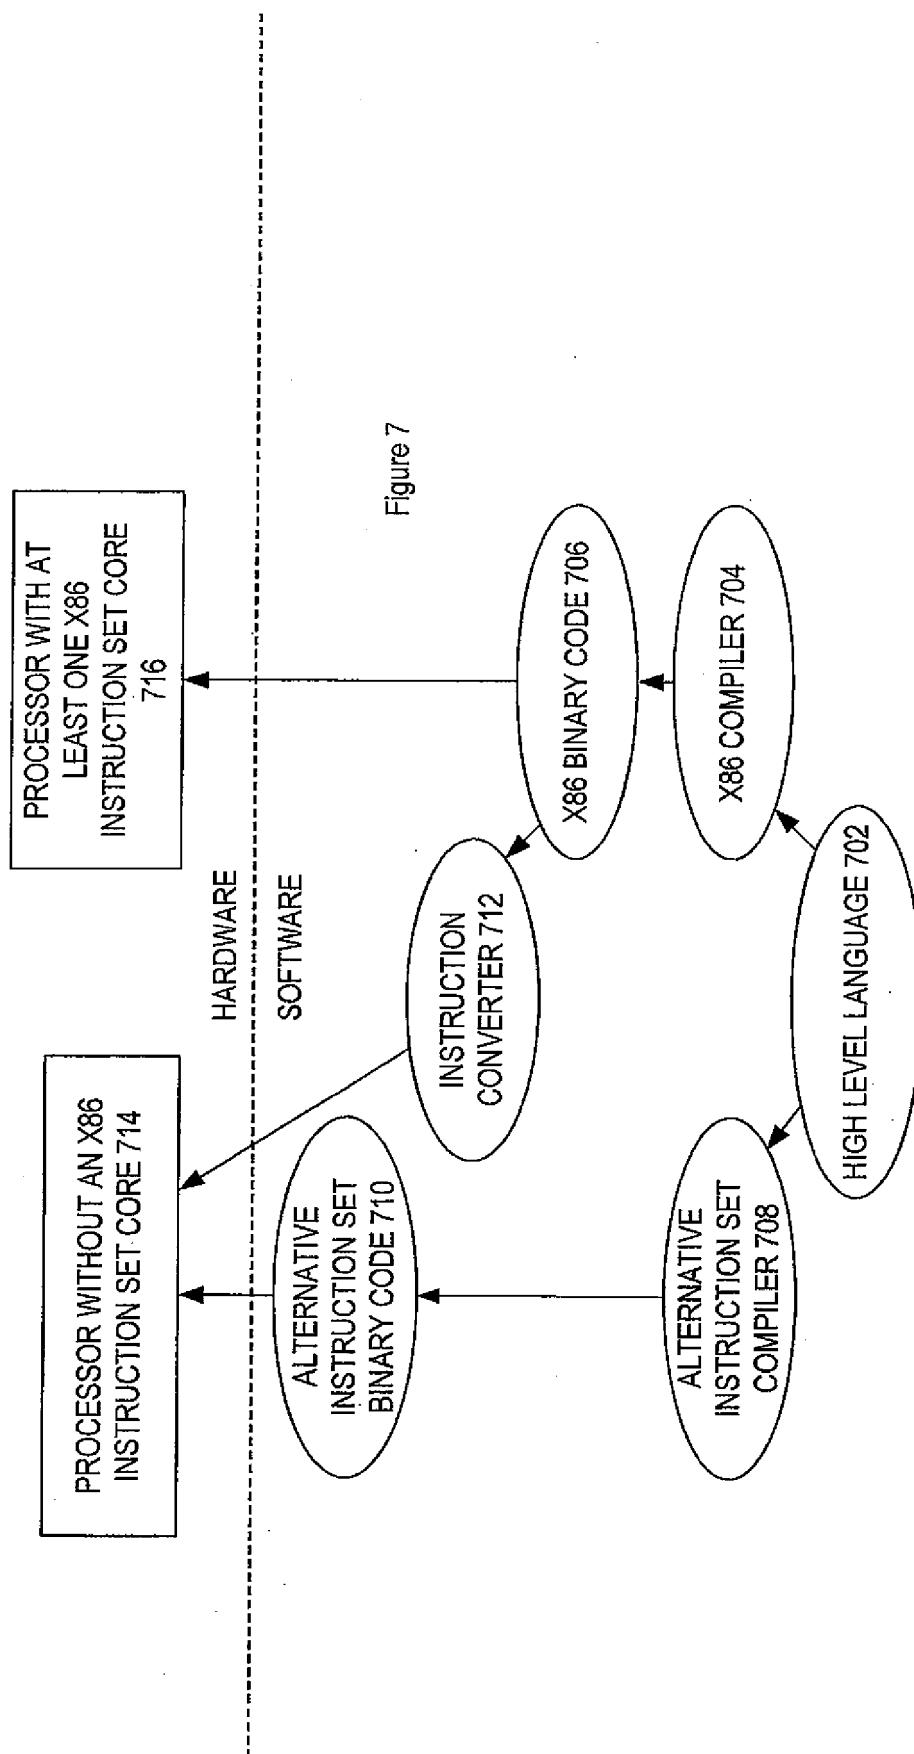 PROCESSOR WITHOUT AN X86
INSTRUCTION SET CORE 714
PROCESSOR WITH AT
LEAST ONE X86
INSTRUCTION SET CORE
716
HARDWARE
SOFTWARE
ALTERNATIVE
INSTRUCTION SET
BINARY CODE 710
INSTRUCTION
CONVERTER 712
Figure 7
X86 BINARY CODE 706
ALTERNATIVE
INSTRUCTION SET
COMPILER 708
X86 COMPILER 704
HIGH LEVEL LANGUAGE 702